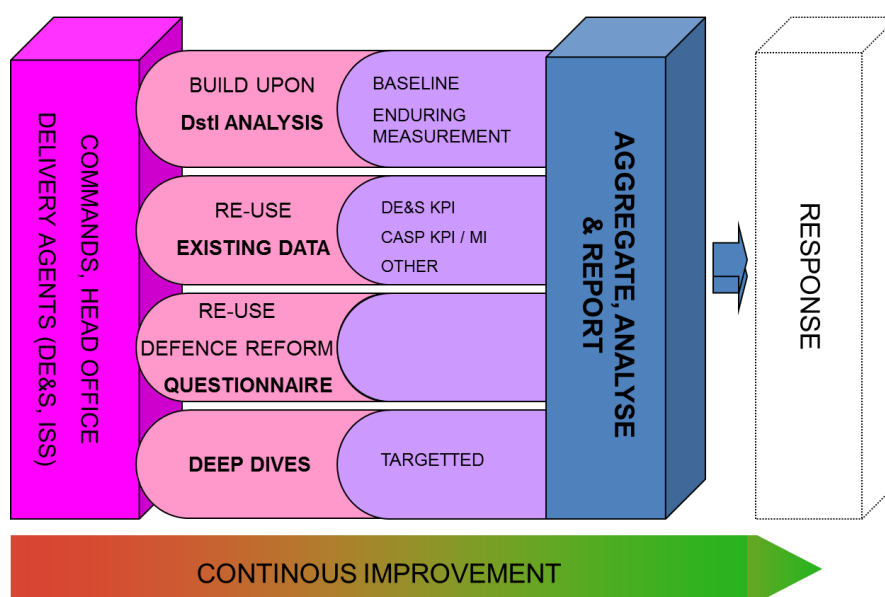 COMMANDS, HEAD OFFICE
DELIVERY AGENTS (DE&S, ISS)
BUILD UPON
Dstl ANALYSIS
BASELINE
ENDURING
MEASUREMENT
RE-USE
EXISTING DATA
DE&S KPI
CASP KPI / MI
OTHER
RE-USE
DEFENCE REFORM
QUESTIONNAIRE
DEEP DIVES
TARGETTED
AGGREGATE, ANALYSE
& REPORT
RESPONSE
CONTINOUS IMPROVEMENT